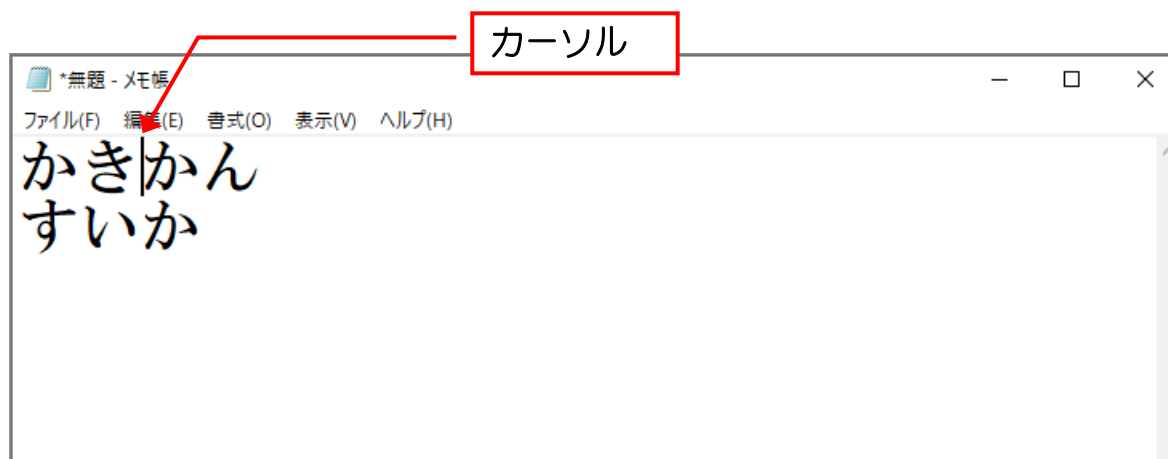 カーソル
*無題 - メモ帳
ファイル(F) 編集(E) 書式(O) 表示(V) ヘルプ(H)
かきかん
すいか